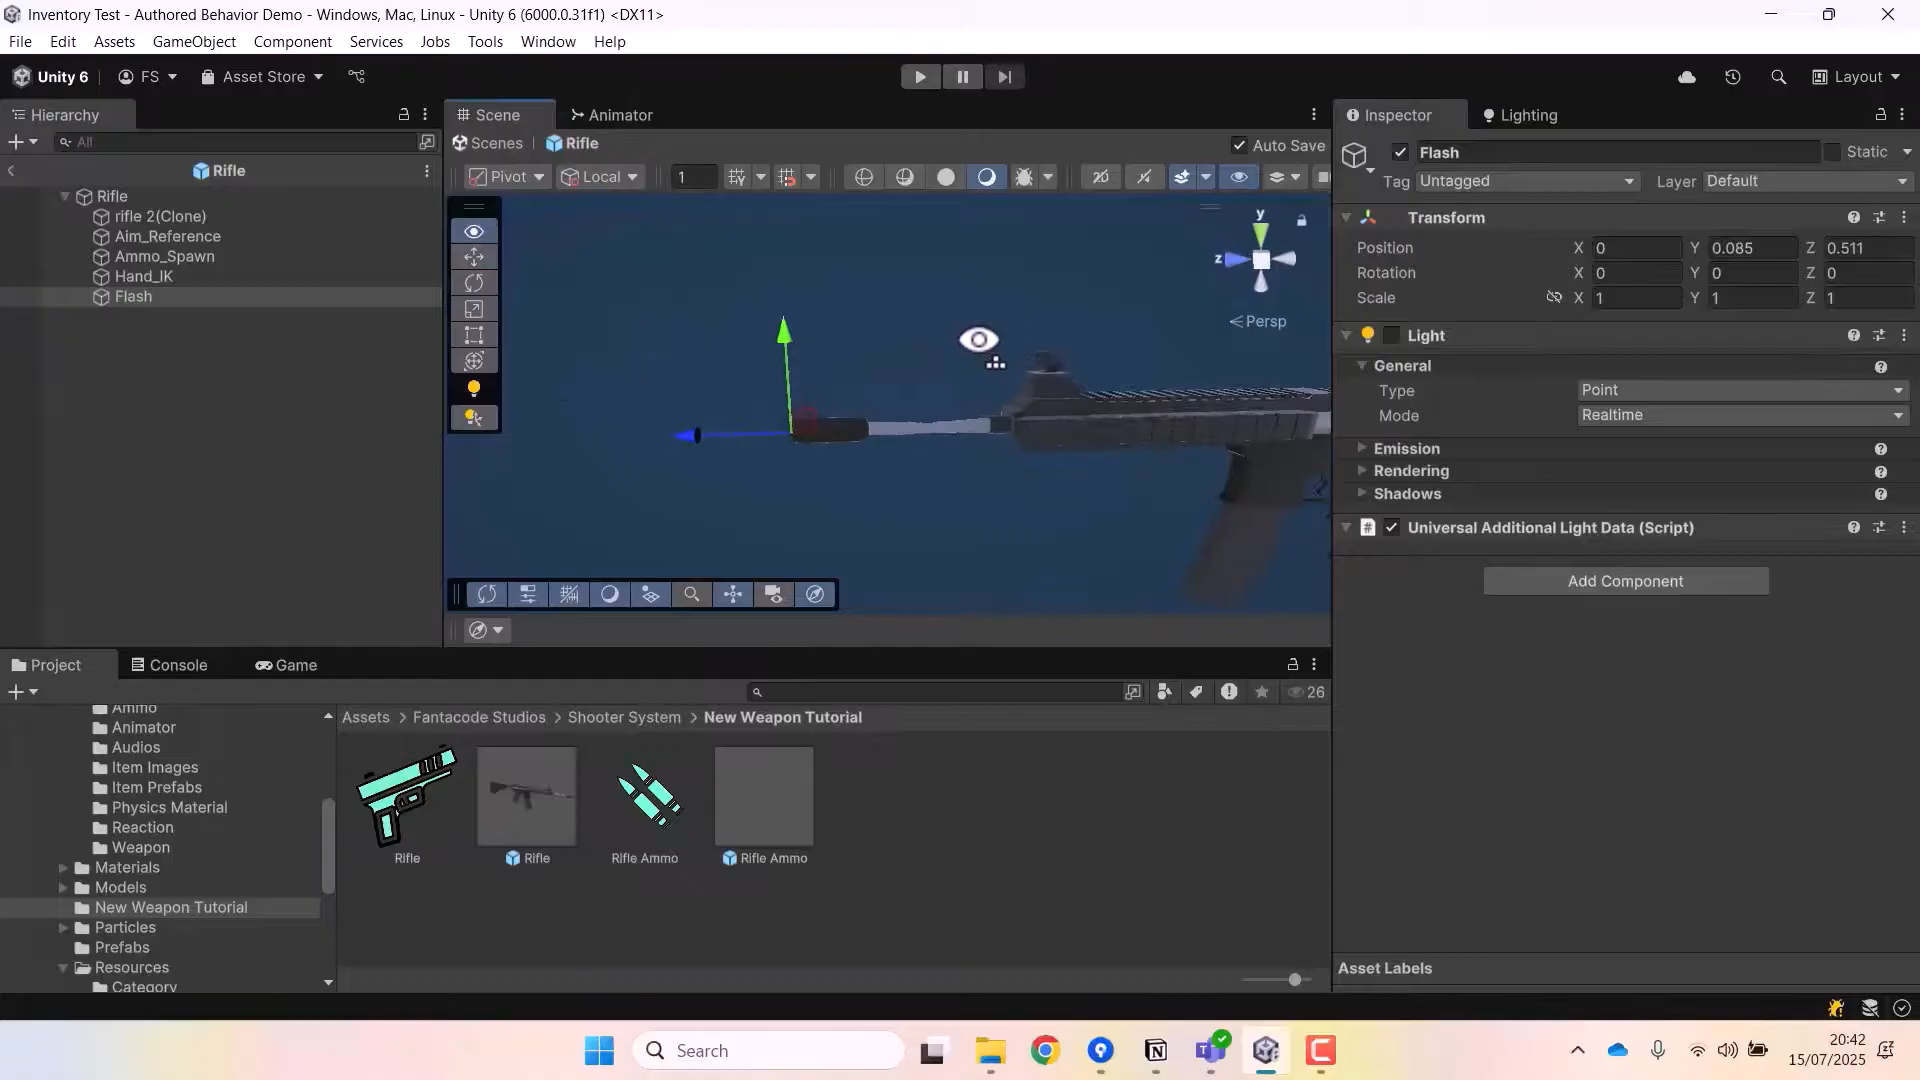 Inventory Test - Authored Behavior Demo - Windows, Mac, Linux - Unity 6 (6000.0.31f1) <DX11>
File Edit Assets GameObject Component Services Jobs Tools Window Help
Unity 6 FS Asset Store Layout
Hierarchy
All
Rifle
Rifle
rifle 2(Clone)
Aim_Reference
Ammo_Spawn
Hand_IK
Flash
Scene Animator
Scenes Rifle Auto Save
Pivot Local 1 2D
y
z
Persp
Inspector Lighting
Flash Static
Tag Untagged Layer Default
Transform
Position X 0 Y 0.085 Z 0.511
Rotation X 0 Y 0 Z 0
Scale X 1 Y 1 Z 1
Light
General
Type Point
Mode Realtime
Emission
Rendering
Shadows
# Universal Additional Light Data (Script)
Add Component
Asset Labels
Project Console Game
26
Ammo
Animator
Audios
Item Images
Item Prefabs
Physics Material
Reaction
Weapon
Materials
Models
New Weapon Tutorial
Particles
Prefabs
Resources
Category
Assets > Fantacode Studios > Shooter System > New Weapon Tutorial
Rifle Rifle Rifle Ammo Rifle Ammo
Search
20:42
15/07/2025